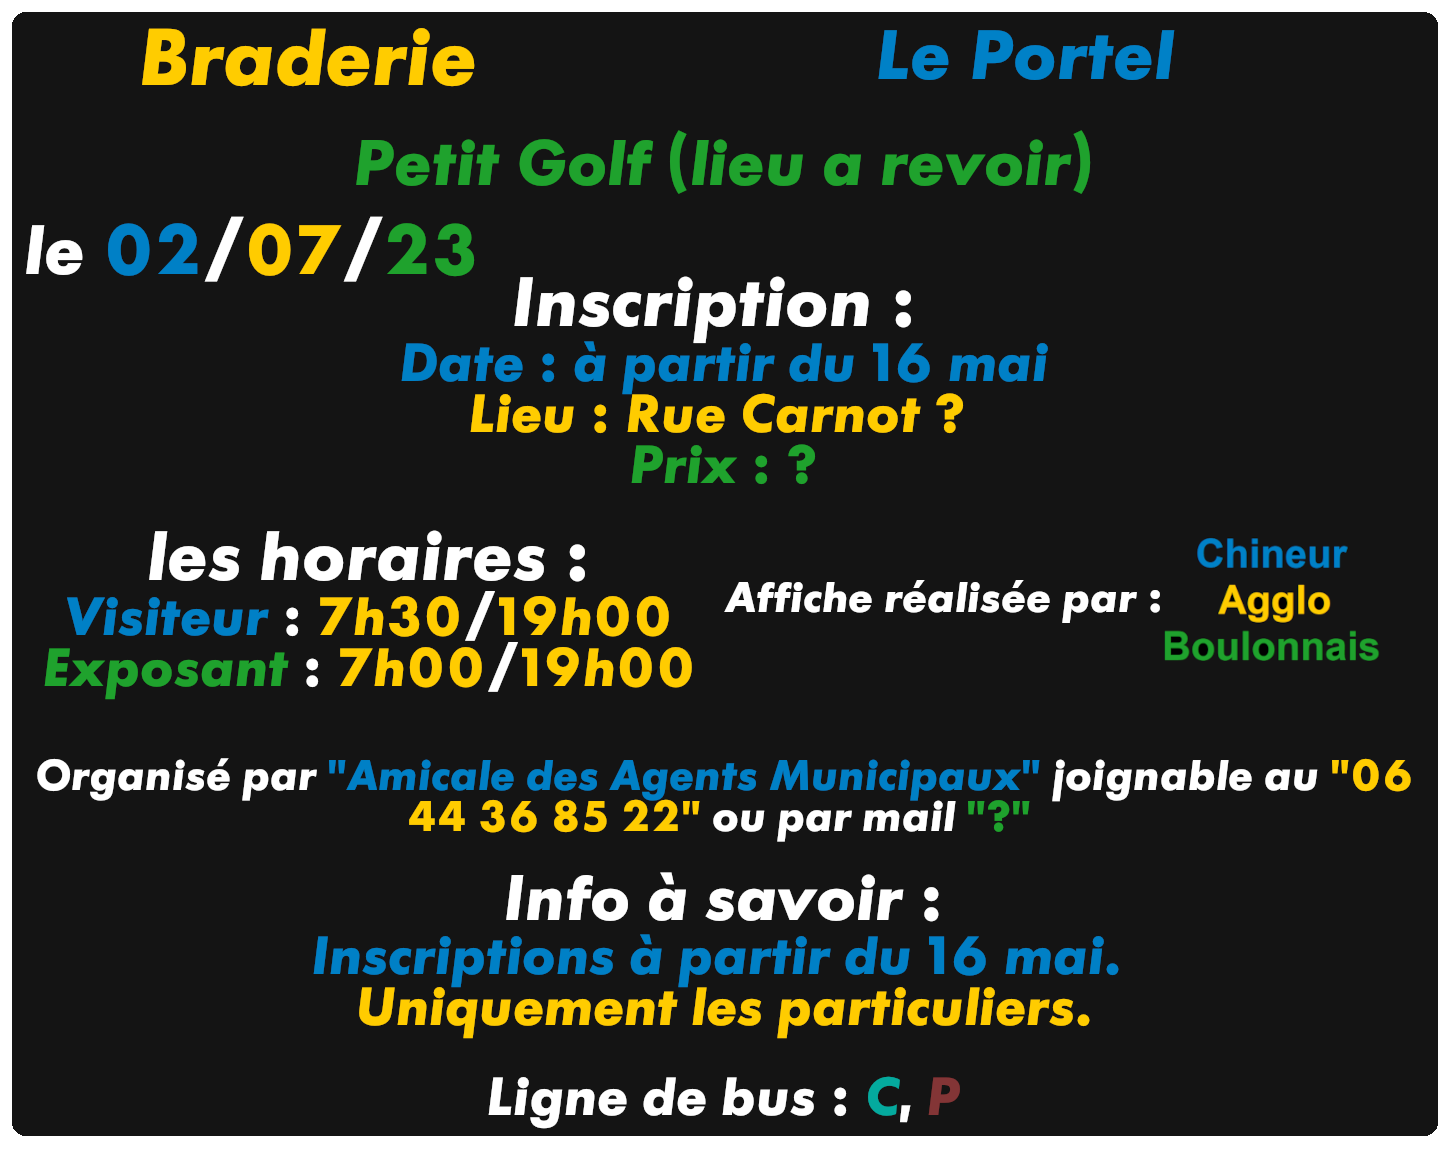 Braderie
Le Portel
Petit Golf (lieu a revoir)
le 02/07/23
Inscription :
Date : à partir du 16 mai
Lieu : Rue Carnot ?
Prix : ?
les horaires :
Visiteur : 7h30/19h00
Exposant : 7h00/19h00
Affiche réalisée par :
Chineur
Agglo
Boulonnais
Organisé par "Amicale des Agents Municipaux" joignable au "06
44 36 85 22" ou par mail "?"
Info à savoir :
Inscriptions à partir du 16 mai.
Uniquement les particuliers.
Ligne de bus : C, P